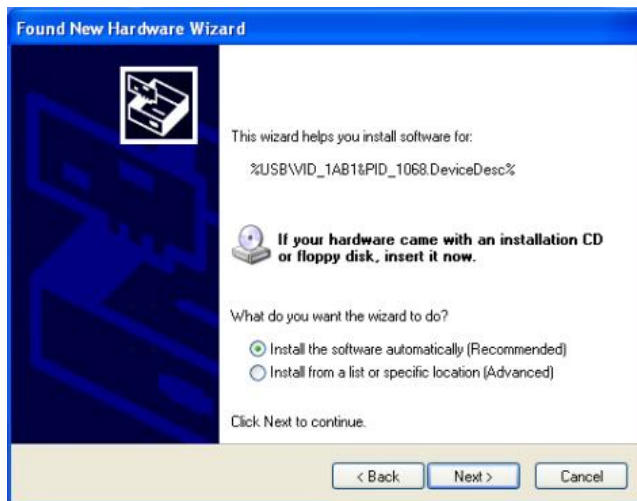 Found New Hardware Wizard
This wizard helps you install software for:
%USB\VID_1AB1&PID_1068.DeviceDesc%
If your hardware came with an installation CD
or floppy disk, insert it now.
What do you want the wizard to do?
Install the software automatically (Recommended)
Install from a list or specific location (Advanced)
Click Next to continue.
< Back
Next >
Cancel